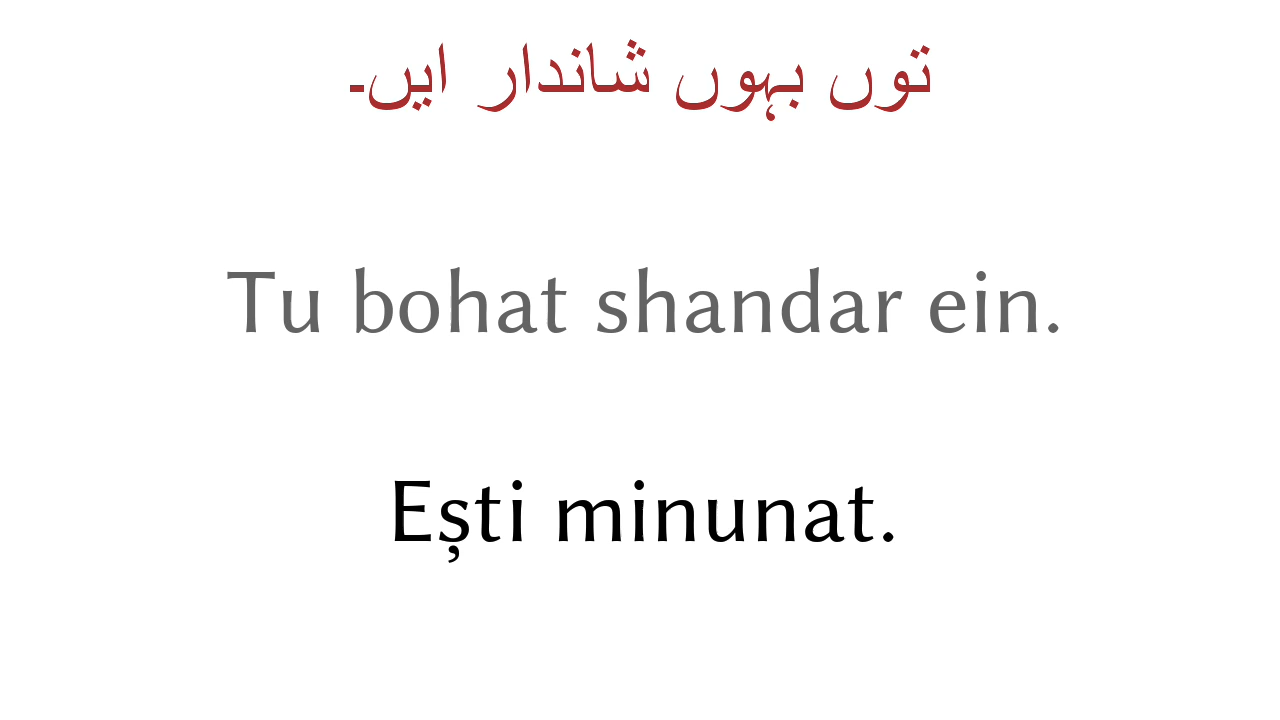 توں بہوں شاندار ایں۔
Tu bohat shandar ein.
Ești minunat.